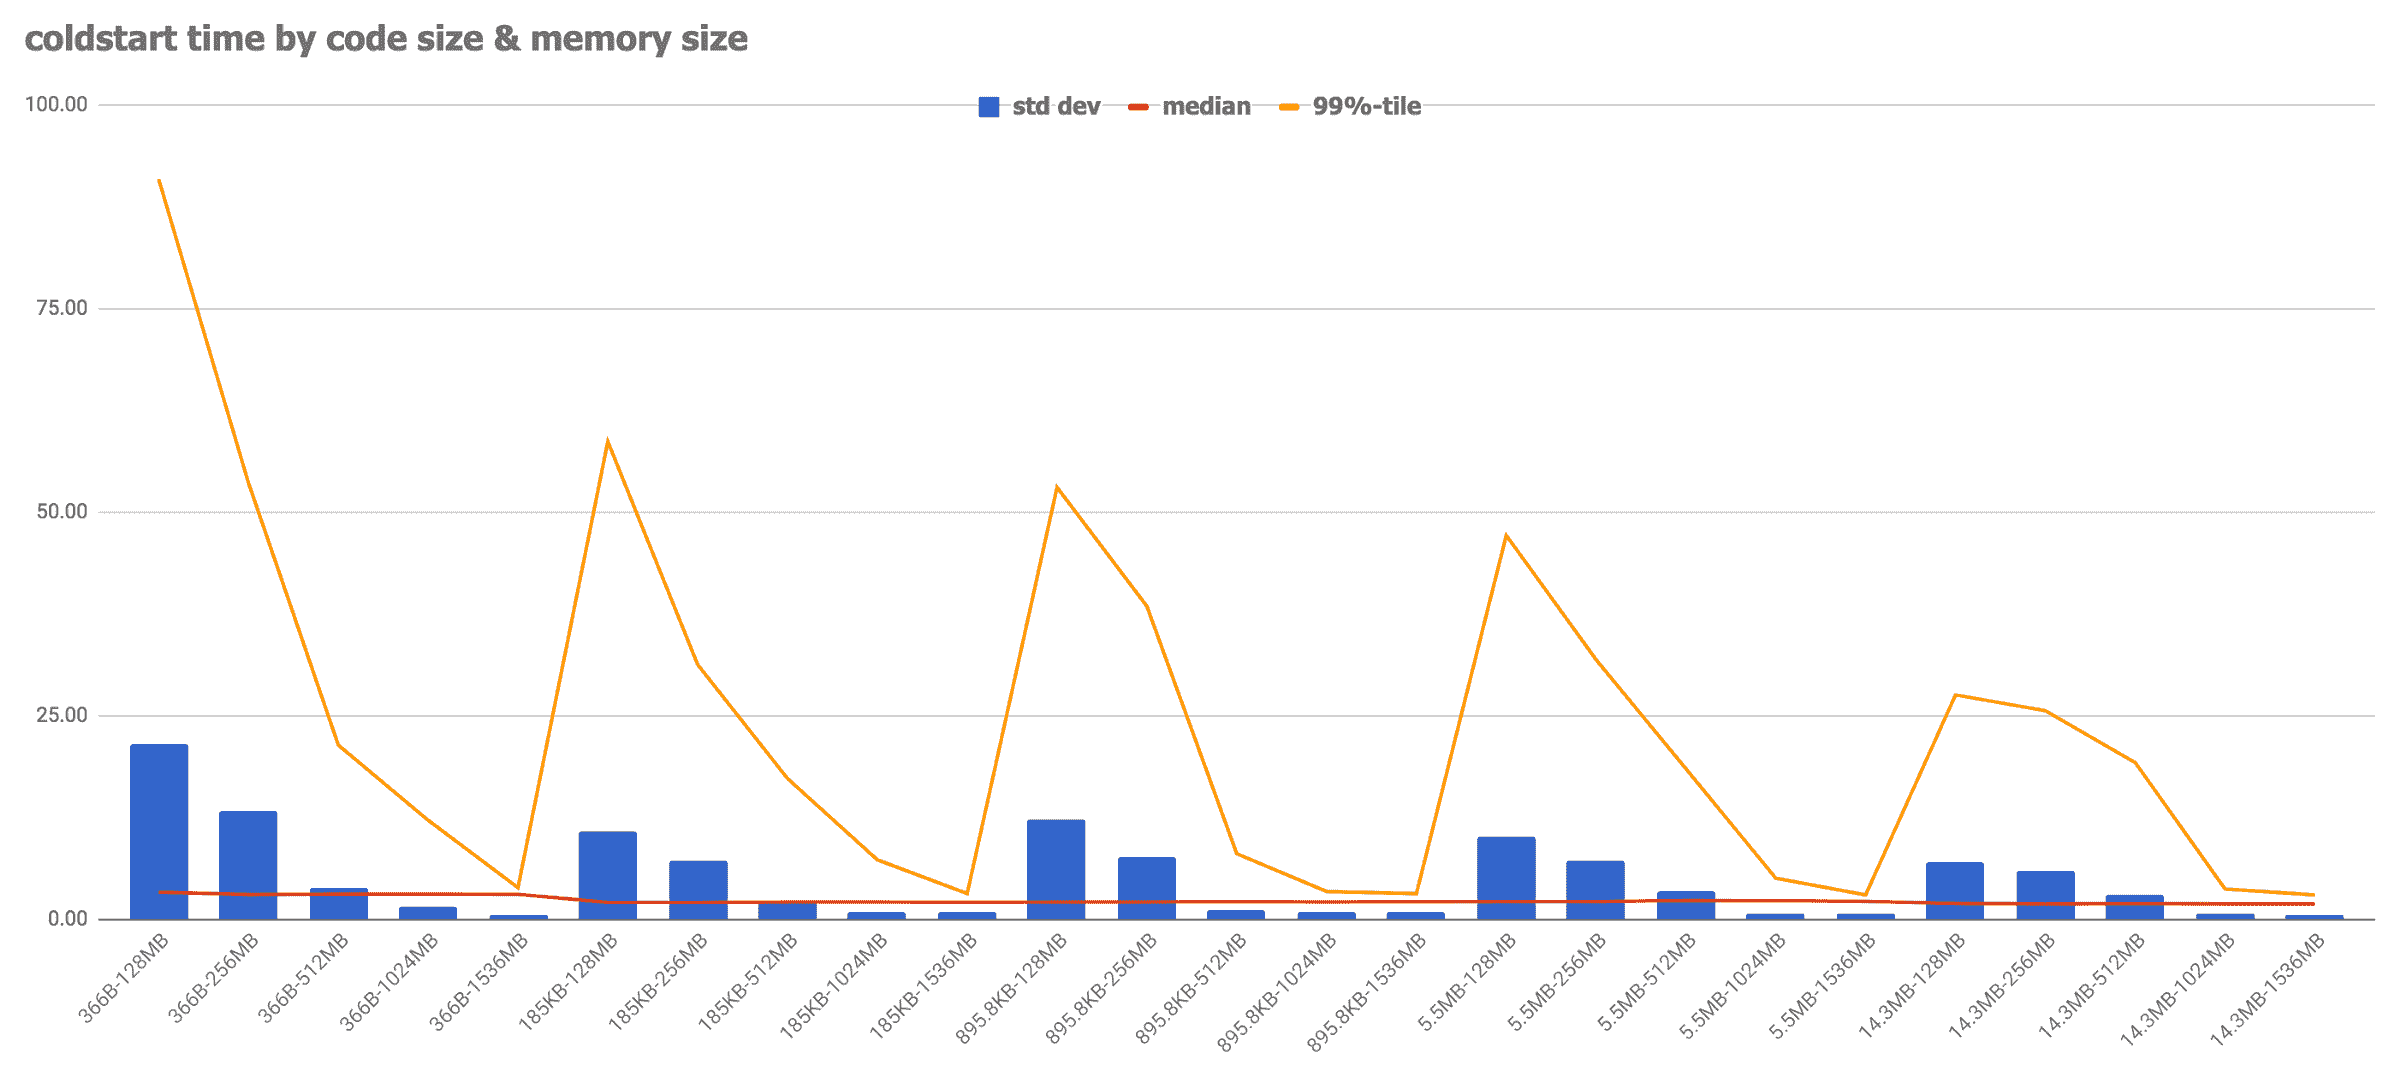 coldstart time by code size & memory size
std dev median 99%-tile
100.00
75.00
50.00
25.00
0.00
366B-128MB
366B-256MB
366B-512MB
366B-1024MB
366B-1536MB
185KB-128MB
185KB-256MB
185KB-512MB
185KB-1024MB
185KB-1536MB
895.8KB-128MB
895.8KB-256MB
895.8KB-512MB
895.8KB-1024MB
895.8KB-1536MB
5.5MB-128MB
5.5MB-256MB
5.5MB-512MB
5.5MB-1024MB
5.5MB-1536MB
14.3MB-128MB
14.3MB-256MB
14.3MB-512MB
14.3MB-1024MB
14.3MB-1536MB